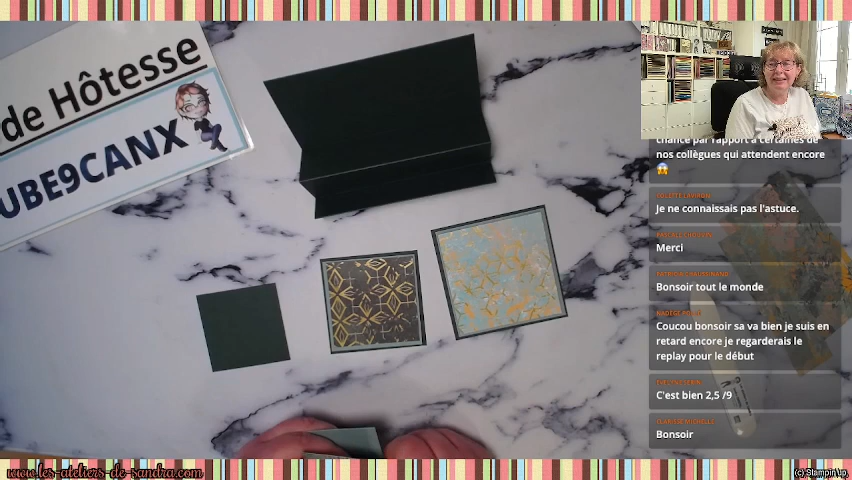 de Hôtesse
UBE9CANX
chance par rapport à certaines de
nos collègues qui attendent encore
Je ne connaissais pas l'astuce.
Merci
Bonsoir tout le monde
Coucou bonsoir sa va bien je suis en
retard encore je regarderais le
replay pour le début
C'est bien 2,5 /9
Bonsoir
www.les-ateliers-de-sandra.com
(c) Stampin'up